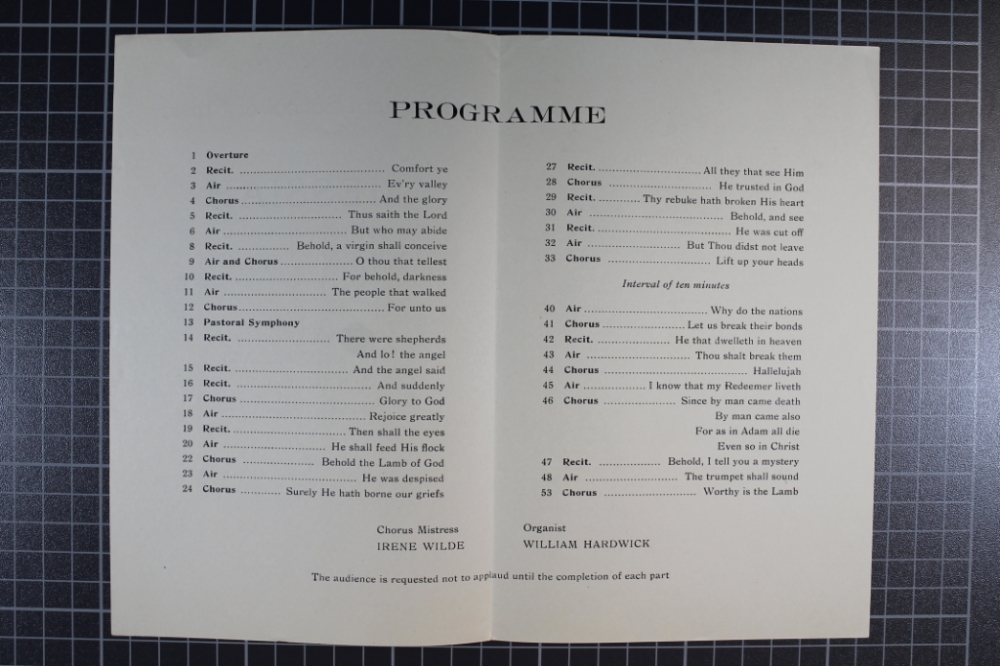 PROGRAMME
1 Overture
2 Recit. ........................................ Comfort ye
3 Air ........................................ Ev'ry valley
4 Chorus ................................... And the glory
5 Recit. ........................... Thus saith the Lord
6 Air ................................ But who may abide
8 Recit. .............. Behold, a virgin shall conceive
9 Air and Chorus .................. O thou that tellest
10 Recit. ........................... For behold, darkness
11 Air .......................... The people that walked
12 Chorus ..................................... For unto us
13 Pastoral Symphony
14 Recit. ........................ There were shepherds
And lo! the angel
15 Recit. ............................ And the angel said
16 Recit. ................................... And suddenly
17 Chorus ................................... Glory to God
18 Air ..................................... Rejoice greatly
19 Recit. ............................ Then shall the eyes
20 Air .......................... He shall feed His flock
22 Chorus .................. Behold the Lamb of God
23 Air ................................... He was despised
24 Chorus .......... Surely He hath borne our griefs
27 Recit. .......................... All they that see Him
28 Chorus .......................... He trusted in God
29 Recit. ........... Thy rebuke hath broken His heart
30 Air .................................. Behold, and see
31 Recit. .................................. He was cut off
32 Air ........................ But Thou didst not leave
33 Chorus .......................... Lift up your heads
Interval of ten minutes
40 Air ................................ Why do the nations
41 Chorus ..................... Let us break their bonds
42 Recit. .................. He that dwelleth in heaven
43 Air .......................... Thou shalt break them
44 Chorus ..................................... Hallelujah
45 Air ................ I know that my Redeemer liveth
46 Chorus .................. Since by man came death
By man came also
For as in Adam all die
Even so in Christ
47 Recit. ................ Behold, I tell you a mystery
48 Air ........................ The trumpet shall sound
53 Chorus ........................ Worthy is the Lamb
Chorus Mistress
IRENE WILDE
Organist
WILLIAM HARDWICK
The audience is requested not to applaud until the completion of each part